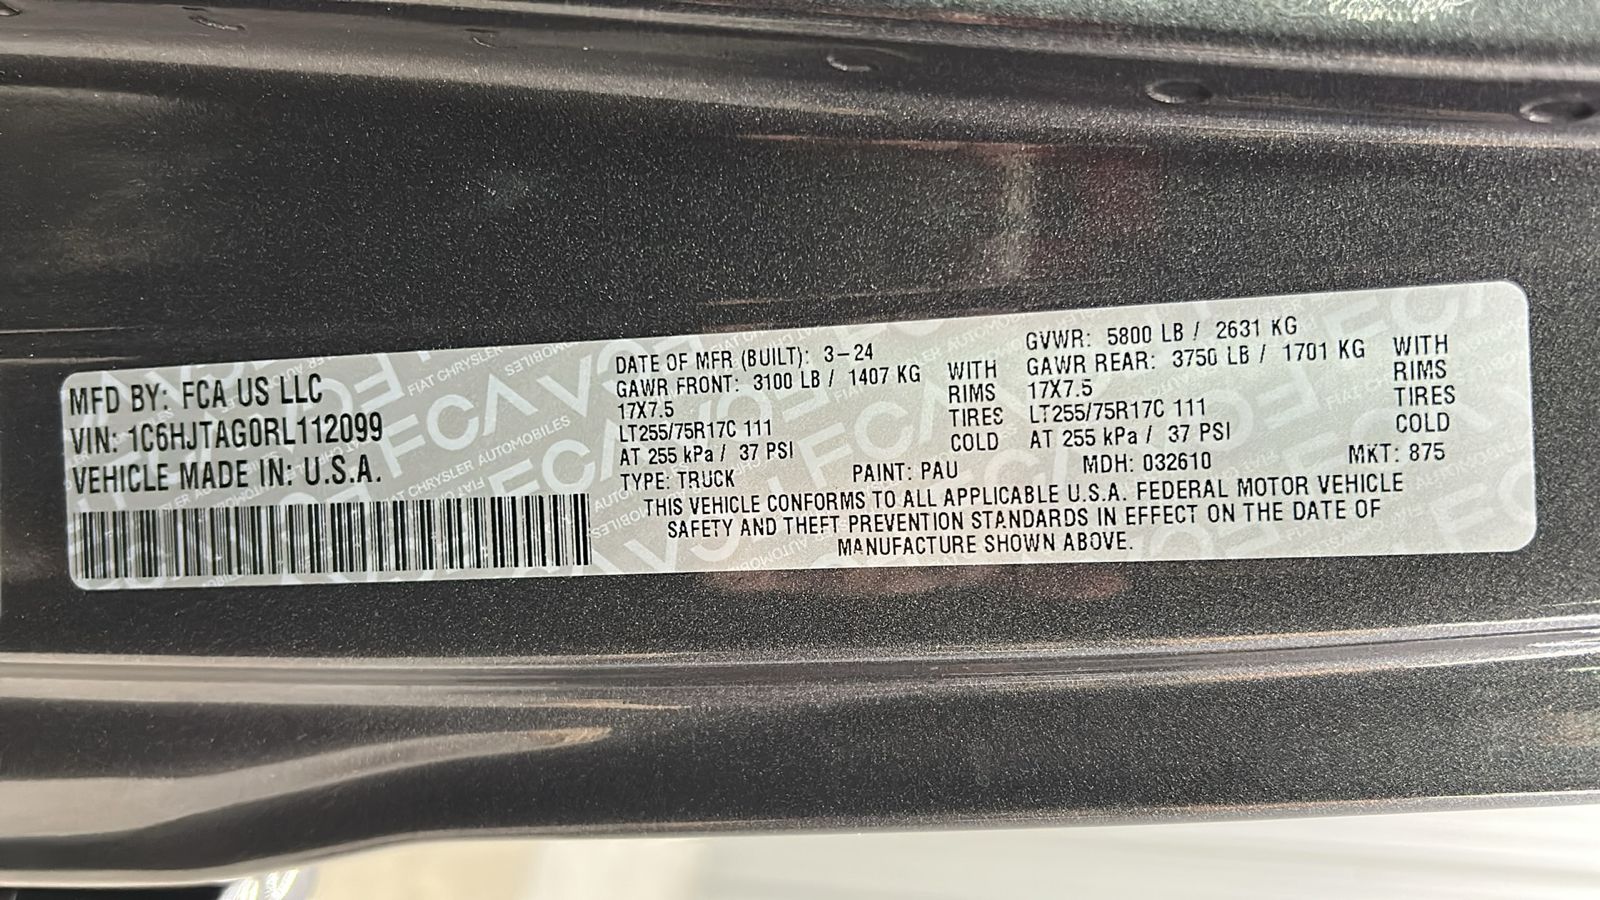 MFD BY: FCA US LLC
VIN: 1C6HJTAG0RL112099
VEHICLE MADE IN: U.S.A.
DATE OF MFR (BUILT): 3-24
GAWR FRONT: 3100 LB / 1407 KG WITH
17X7.5 RIMS
LT255/75R17C 111 TIRES
AT 255 kPa / 37 PSI COLD
GVWR: 5800 LB / 2631 KG
GAWR REAR: 3750 LB / 1701 KG WITH
17X7.5 RIMS
LT255/75R17C 111 TIRES
AT 255 kPa / 37 PSI COLD
TYPE: TRUCK PAINT: PAU MDH: 032610 MKT: 875
THIS VEHICLE CONFORMS TO ALL APPLICABLE U.S.A. FEDERAL MOTOR VEHICLE
SAFETY AND THEFT PREVENTION STANDARDS IN EFFECT ON THE DATE OF
MANUFACTURE SHOWN ABOVE.
FCA
FIAT CHRYSLER AUTOMOBILES